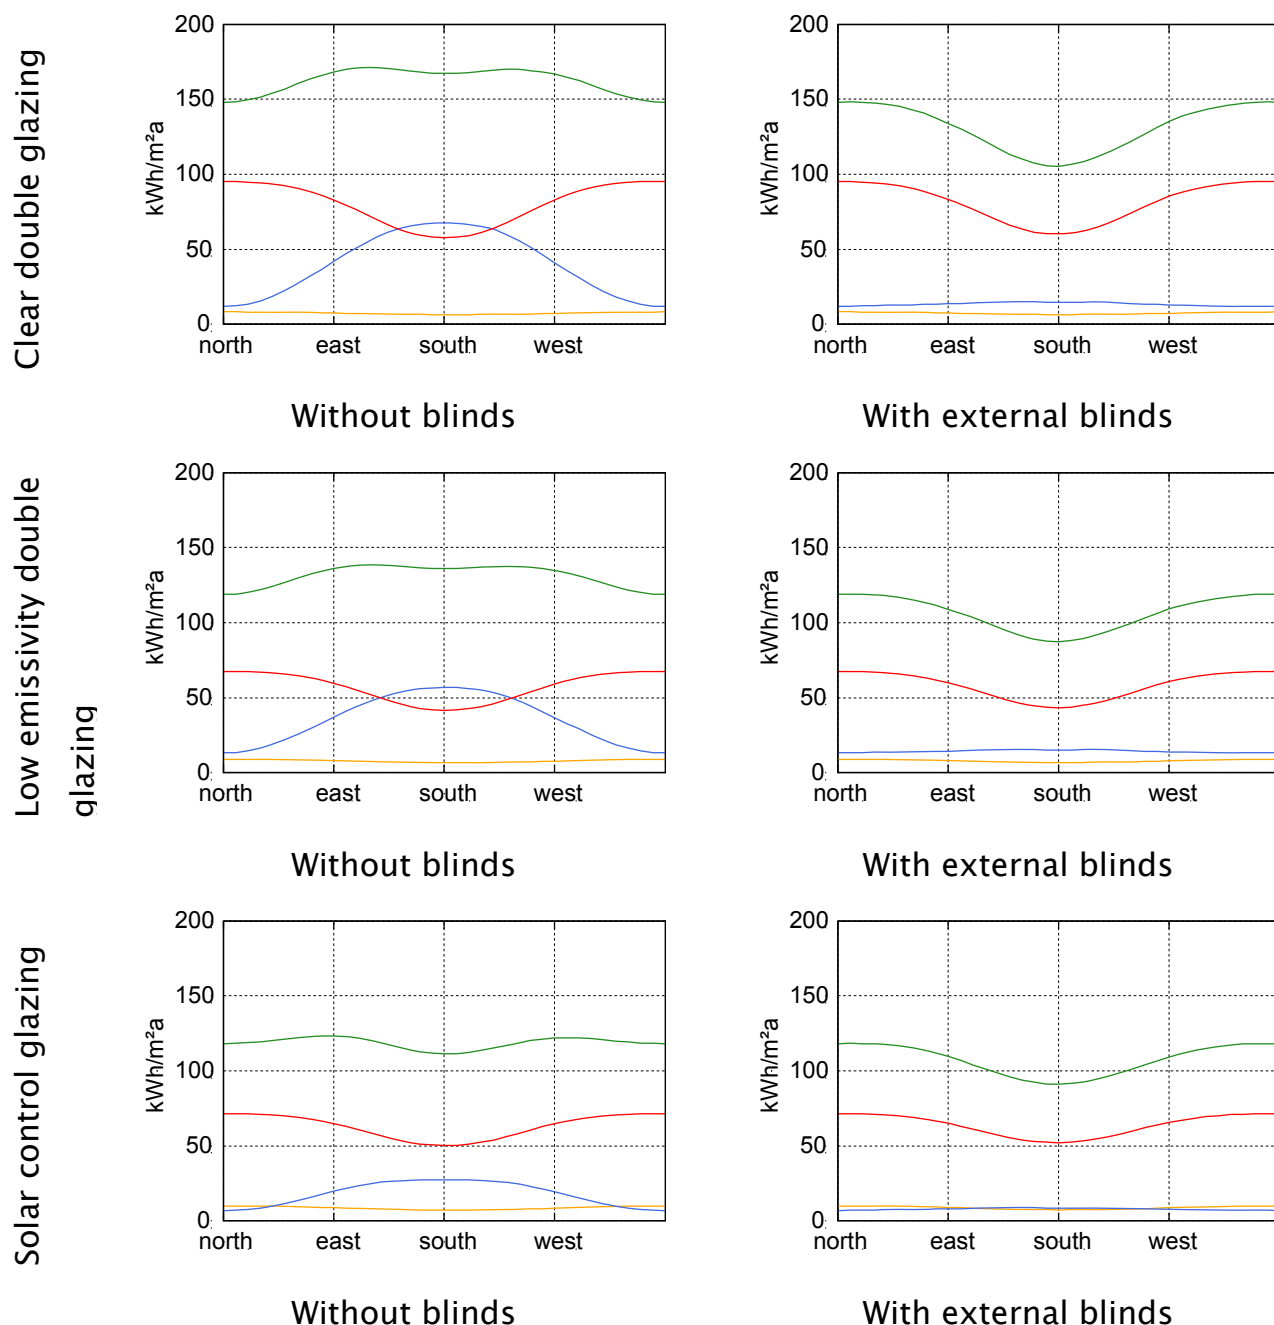 Clear double glazing
200
150
100
50
0
kWh/m²a
north east south west
Without blinds
200
150
100
50
0
kWh/m²a
north east south west
With external blinds
Low emissivity double
glazing
200
150
100
50
0
kWh/m²a
north east south west
Without blinds
200
150
100
50
0
kWh/m²a
north east south west
With external blinds
Solar control glazing
200
150
100
50
0
kWh/m²a
north east south west
Without blinds
200
150
100
50
0
kWh/m²a
north east south west
With external blinds